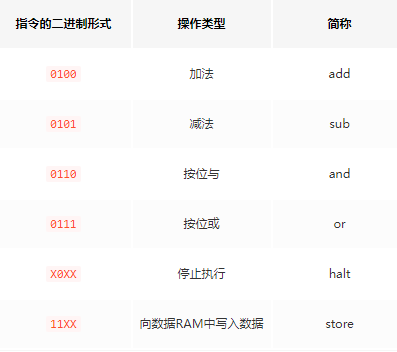 指令的二进制形式 操作类型 简称
0100 加法 add
0101 减法 sub
0110 按位与 and
0111 按位或 or
X0XX 停止执行 halt
11XX 向数据RAM中写入数据 store